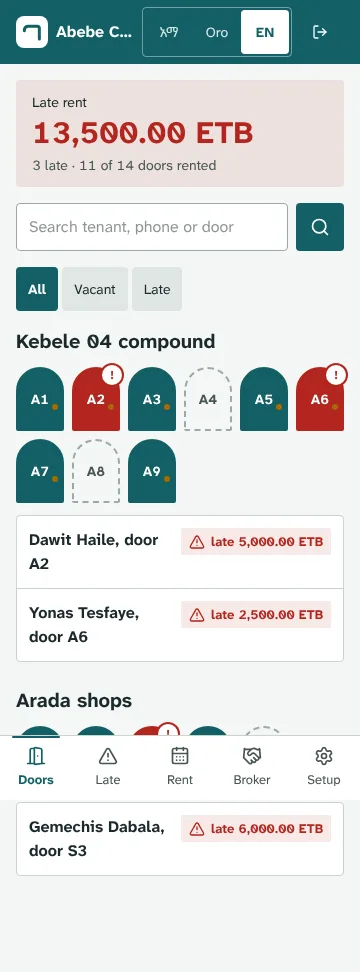 Abebe C...
አማ
Oro
EN
Late rent
13,500.00 ETB
3 late · 11 of 14 doors rented
Search tenant, phone or door
All
Vacant
Late
Kebele 04 compound
A1
A2
!
A3
A4
A5
A6
!
A7
A8
A9
Dawit Haile, door
A2
late 5,000.00 ETB
Yonas Tesfaye,
door A6
late 2,500.00 ETB
Arada shops
Doors
Late
Rent
Broker
Setup
Gemechis Dabala,
door S3
late 6,000.00 ETB